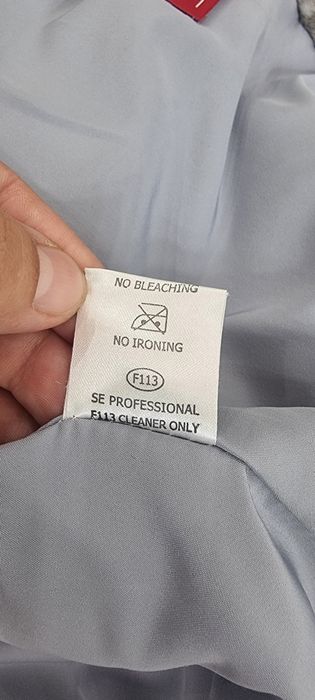 NO BLEACHING
NO IRONING
F113
SE PROFESSIONAL
F113 CLEANER ONLY